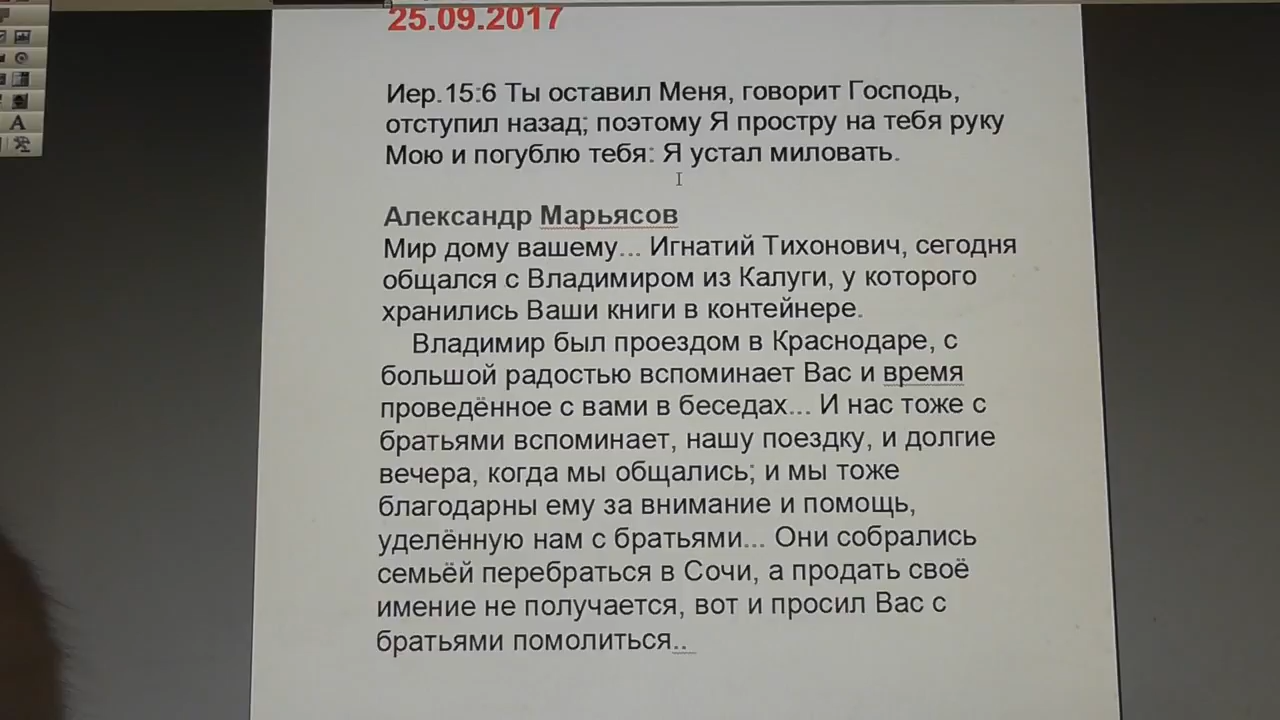 25.09.2017
Иер.15:6 Ты оставил Меня, говорит Господь,
отступил назад; поэтому Я простру на тебя руку
Мою и погублю тебя: Я устал миловать.
Александр Марьясов
Мир дому вашему... Игнатий Тихонович, сегодня
общался с Владимиром из Калуги, у которого
хранились Ваши книги в контейнере.
Владимир был проездом в Краснодаре, с
большой радостью вспоминает Вас и время
проведённое с вами в беседах... И нас тоже с
братьями вспоминает, нашу поездку, и долгие
вечера, когда мы общались; и мы тоже
благодарны ему за внимание и помощь,
уделённую нам с братьями... Они собрались
семьёй перебраться в Сочи, а продать своё
имение не получается, вот и просил Вас с
братьями помолиться..